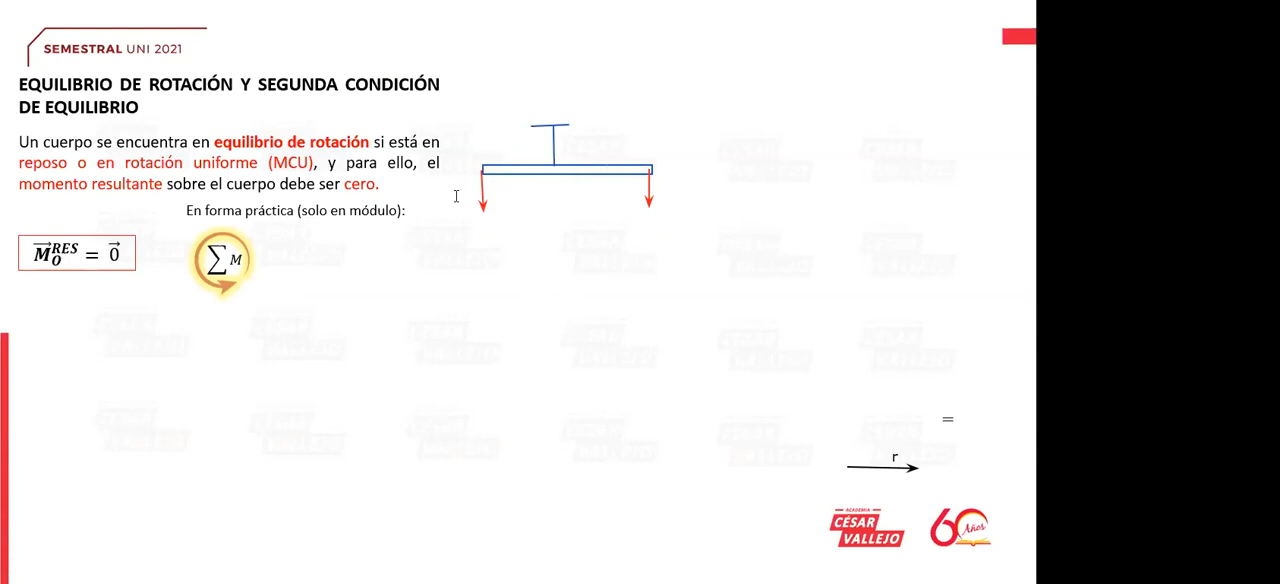 SEMESTRAL UNI 2021
EQUILIBRIO DE ROTACIÓN Y SEGUNDA CONDICIÓN
DE EQUILIBRIO
Un cuerpo se encuentra en equilibrio de rotación si está en
reposo o en rotación uniforme (MCU), y para ello, el
momento resultante sobre el cuerpo debe ser cero.
En forma práctica (solo en módulo):
M⃗_O^RES = 0⃗
∑ M
=
r
ACADEMIA
CÉSAR
VALLEJO
60 Años